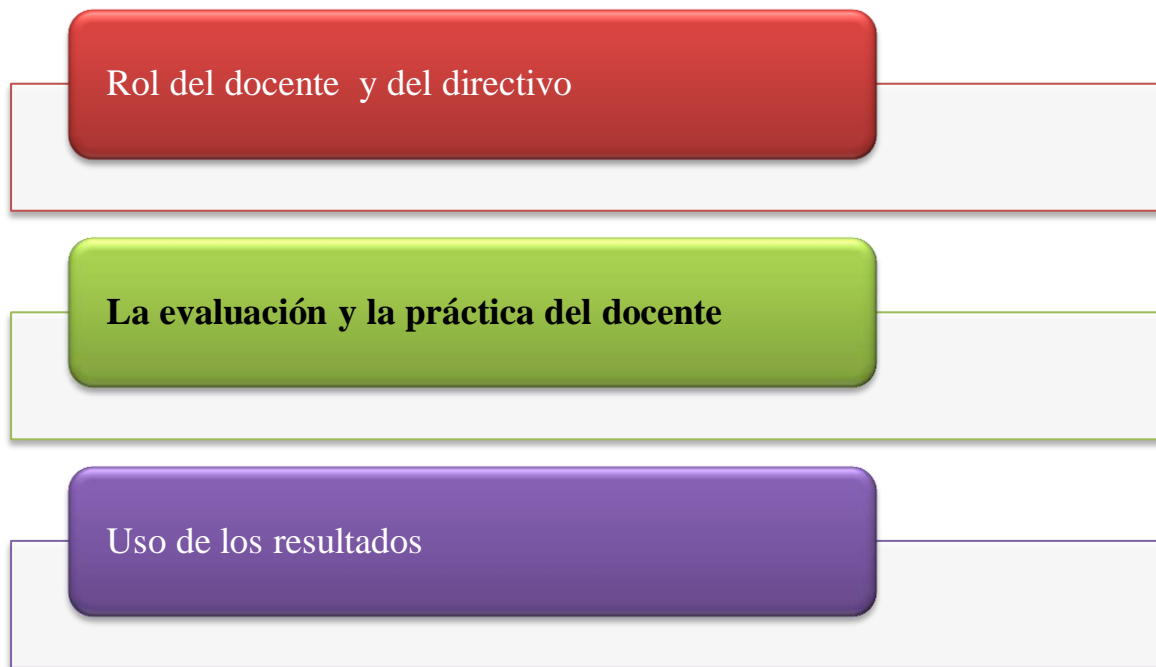 Rol del docente  y del directivo
La evaluación y la práctica del docente
Uso de los resultados